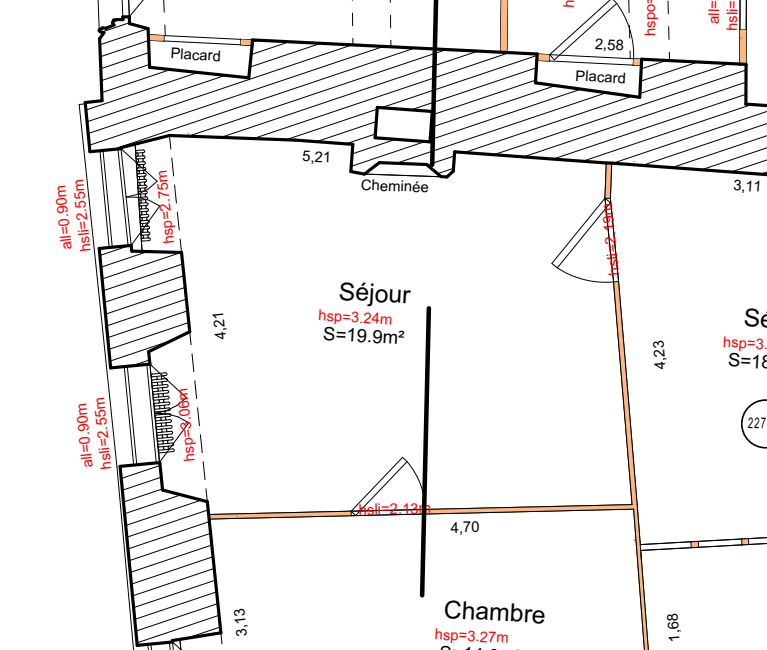 2,58
Placard
Placard
5,21
Cheminée
3,11
all=0.90m
hsli=2.55m
hsp=2.75m
hsli=2.19m
Séjour
hsp=3.24m
S=19.9m²
4,21
4,23
227
all=0.90m
hsli=2.55m
hsp=3.06m
hsli=2.13m
4,70
Chambre
hsp=3.27m
3,13
1,68